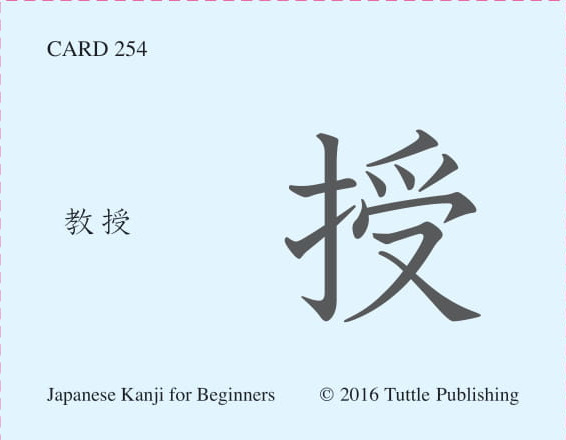 CARD 254
授
教授
Japanese Kanji for Beginners © 2016 Tuttle Publishing